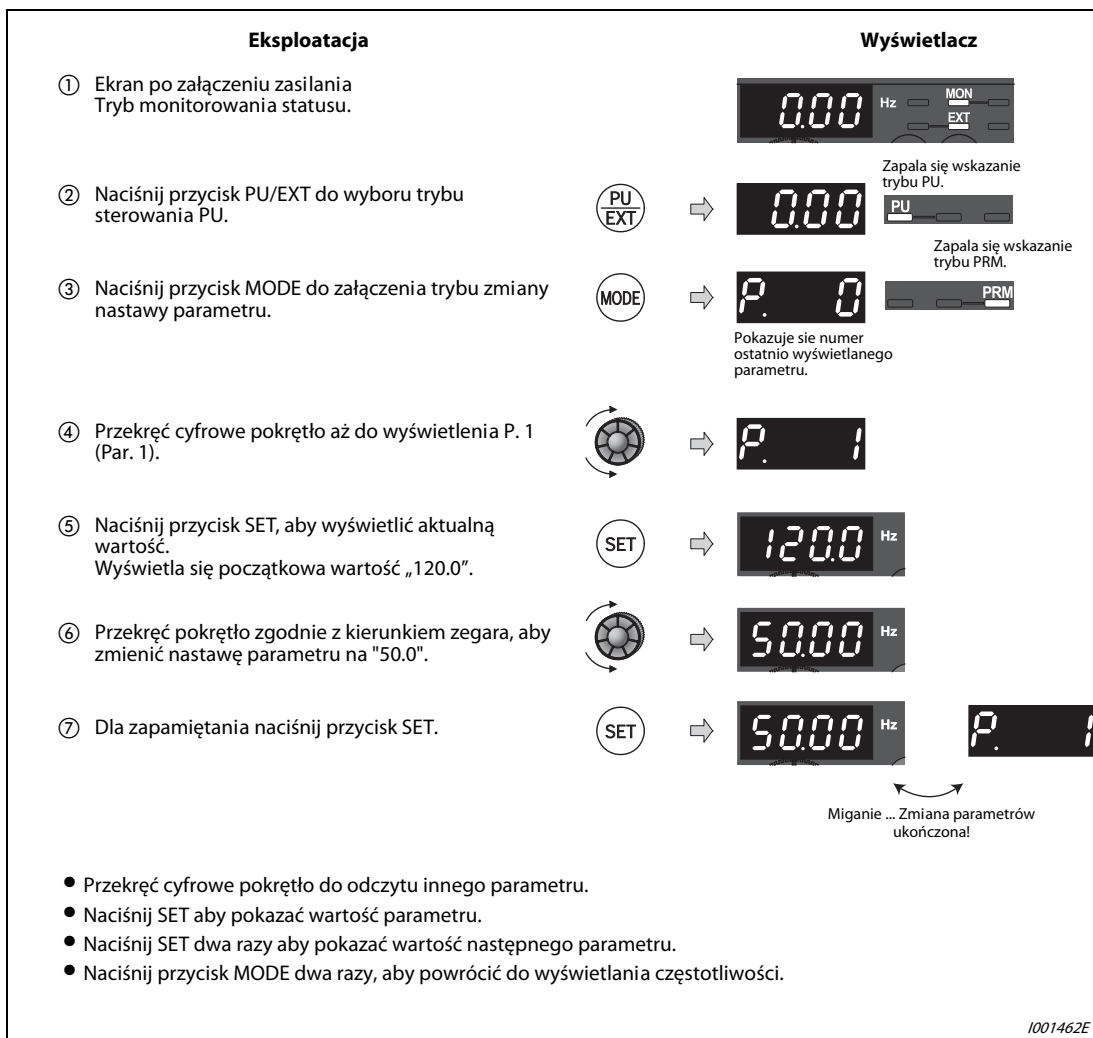 Eksploatacja
Wyświetlacz
① Ekran po załączeniu zasilania
Tryb monitorowania statusu.
0.00 Hz MON
EXT
② Naciśnij przycisk PU/EXT do wyboru trybu
sterowania PU.
PU
EXT
0.00
Zapala się wskazanie
trybu PU.
PU
③ Naciśnij przycisk MODE do załączenia trybu zmiany
nastawy parametru.
MODE
P. 0
Zapala się wskazanie
trybu PRM.
PRM
Pokazuje sie numer
ostatnio wyświetlanego
parametru.
④ Przekręć cyfrowe pokrętło aż do wyświetlenia P. 1
(Par. 1).
P. 1
⑤ Naciśnij przycisk SET, aby wyświetlić aktualną
wartość.
Wyświetla się początkowa wartość „120.0”.
SET
120.0 Hz
⑥ Przekręć pokrętło zgodnie z kierunkiem zegara, aby
zmienić nastawę parametru na "50.0".
50.00 Hz
⑦ Dla zapamiętania naciśnij przycisk SET.
SET
50.00 Hz
P. 1
Miganie ... Zmiana parametrów
ukończona!
● Przekręć cyfrowe pokrętło do odczytu innego parametru.
● Naciśnij SET aby pokazać wartość parametru.
● Naciśnij SET dwa razy aby pokazać wartość następnego parametru.
● Naciśnij przycisk MODE dwa razy, aby powrócić do wyświetlania częstotliwości.
I001462E